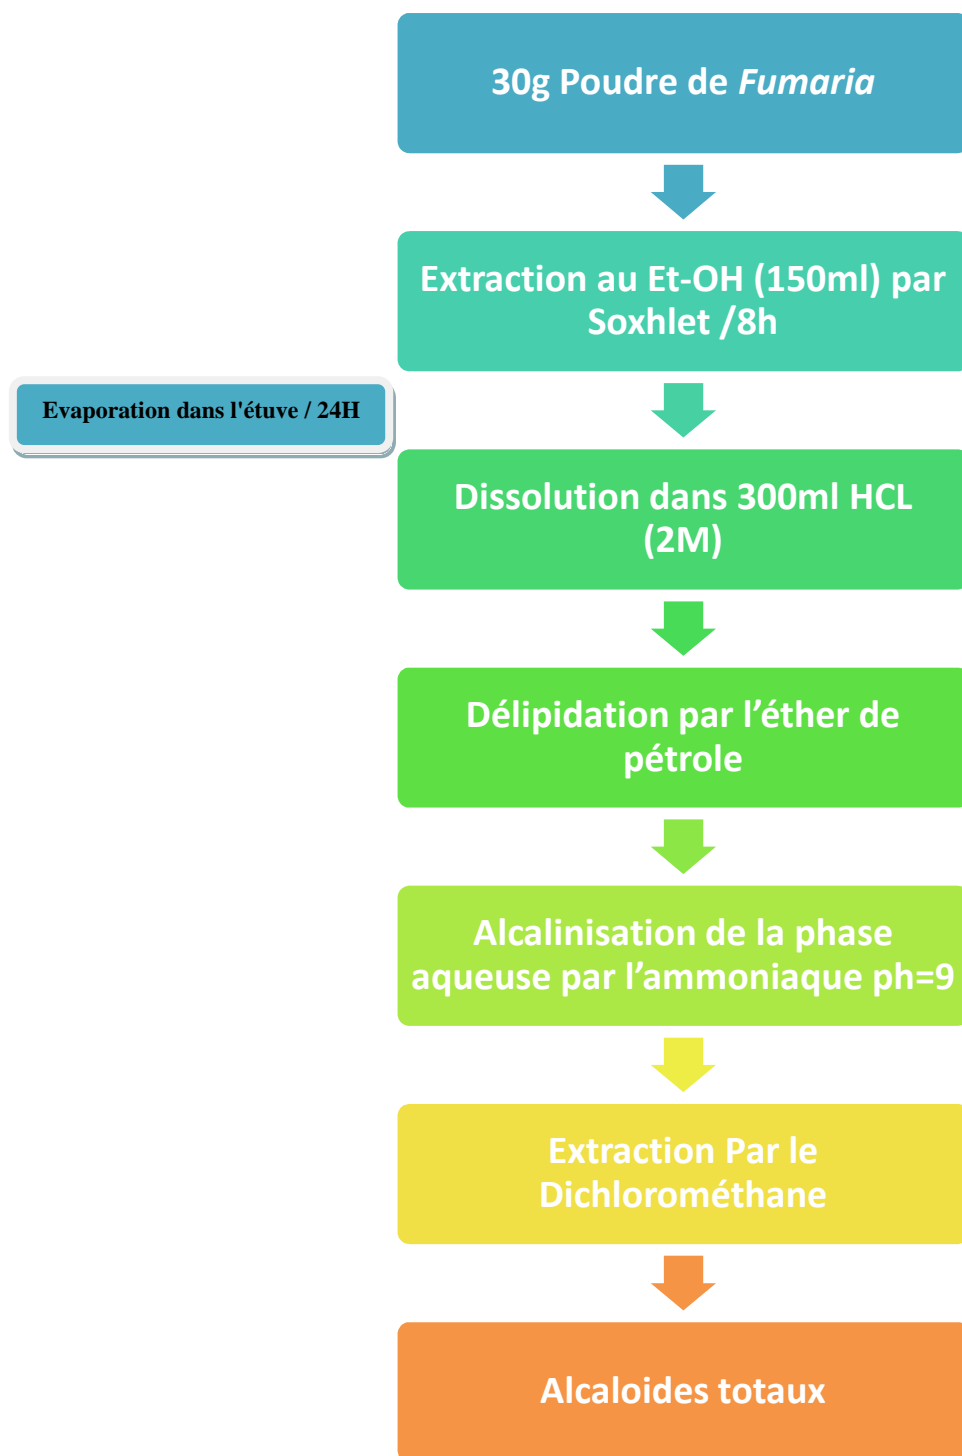 30g Poudre de Fumaria
Extraction au Et-OH (150ml) par
Soxhlet /8h
Evaporation dans l'étuve / 24H
Dissolution dans 300ml HCL
(2M)
Délipidation par l’éther de
pétrole
Alcalinisation de la phase
aqueuse par l’ammoniaque ph=9
Extraction Par le
Dichlorométhane
Alcaloides totaux